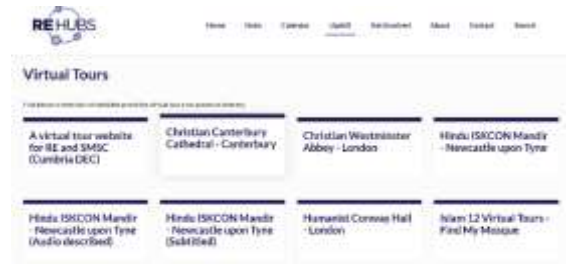 RE HUBS
Home Hubs Calendar Uplift Get Involved About Contact Search
Virtual Tours
A virtual tour website
for RE and SMSC
(Cumbria DEC)
Christian Canterbury
Cathedral - Canterbury
Christian Westminster
Abbey - London
Hindu ISKCON Mandir
- Newcastle upon Tyne
Hindu ISKCON Mandir
- Newcastle upon Tyne
(Audio described)
Hindu ISKCON Mandir
- Newcastle upon Tyne
(Subtitled)
Humanist Conway Hall
- London
Islam 12 Virtual Tours -
Find My Mosque